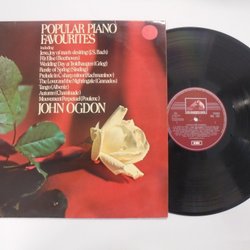 POPULAR PIANO
FAVOURITES
including
Jesu, joy of man's desiring (J.S. Bach)
Für Elise (Beethoven)
Wedding Day at Troldhaugen (Grieg)
Rustle of Spring (Sinding)
Prelude in C sharp minor (Rachmaninov)
The Lover and the Nightingale (Granados)
Tango (Albeniz)
Automne (Chaminade)
Mouvement Perpetuel (Poulenc)
JOHN OGDON
EMI